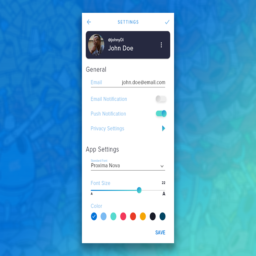 SETTINGS
@johny53
John Doe
General
Email john.doe@email.com
Email Notification
Push Notification
Privacy Settings
App Settings
Proxima Nova
Font Size
A A
Color
SAVE